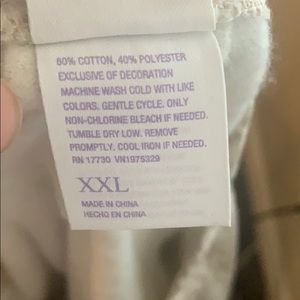 60% COTTON, 40% POLYESTER
EXCLUSIVE OF DECORATION
MACHINE WASH COLD WITH LIKE
COLORS. GENTLE CYCLE. ONLY
NON-CHLORINE BLEACH IF NEEDED.
TUMBLE DRY LOW. REMOVE
PROMPTLY. COOL IRON IF NEEDED.
RN 17730 VN1975329
XXL
MADE IN CHINA
HECHO EN CHINA